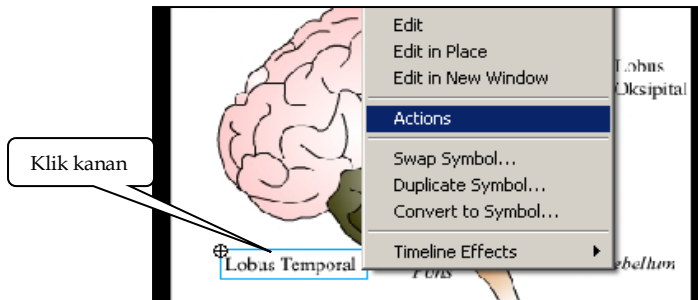 Edit
Edit in Place
Edit in New Window
Lobus
Oksipital
Actions
Klik kanan
Swap Symbol...
Duplicate Symbol...
Convert to Symbol...
Timeline Effects
Lobus Temporal
Pons
ebellum